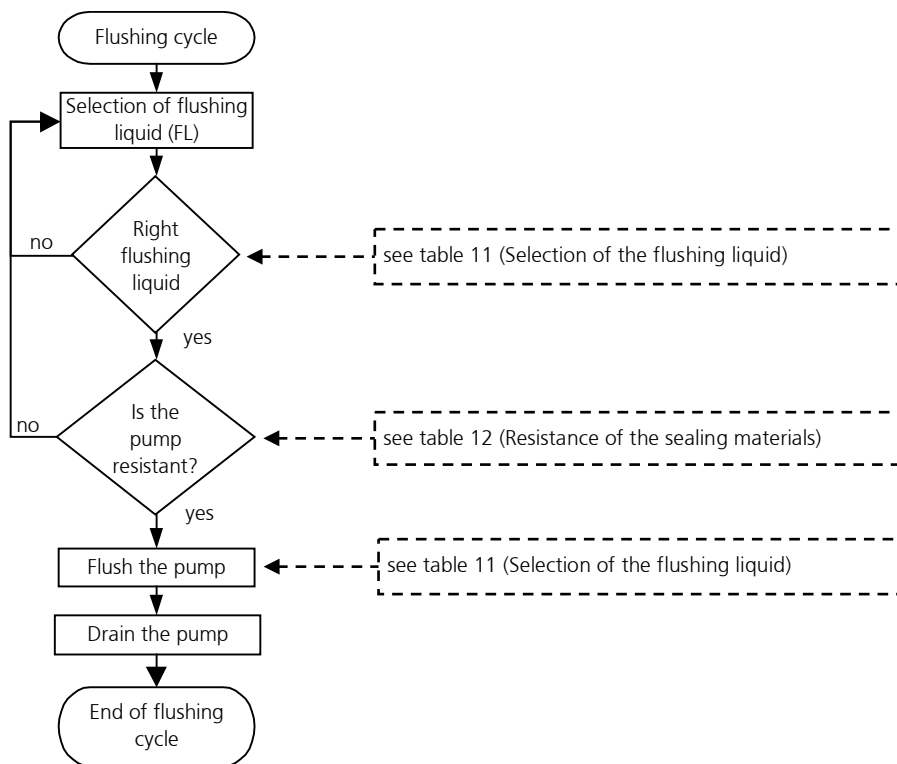 Flushing cycle
Selection of flushing
liquid (FL)
Right
flushing
liquid
no
see table 11 (Selection of the flushing liquid)
yes
Is the
pump
resistant?
no
see table 12 (Resistance of the sealing materials)
yes
Flush the pump
see table 11 (Selection of the flushing liquid)
Drain the pump
End of flushing
cycle